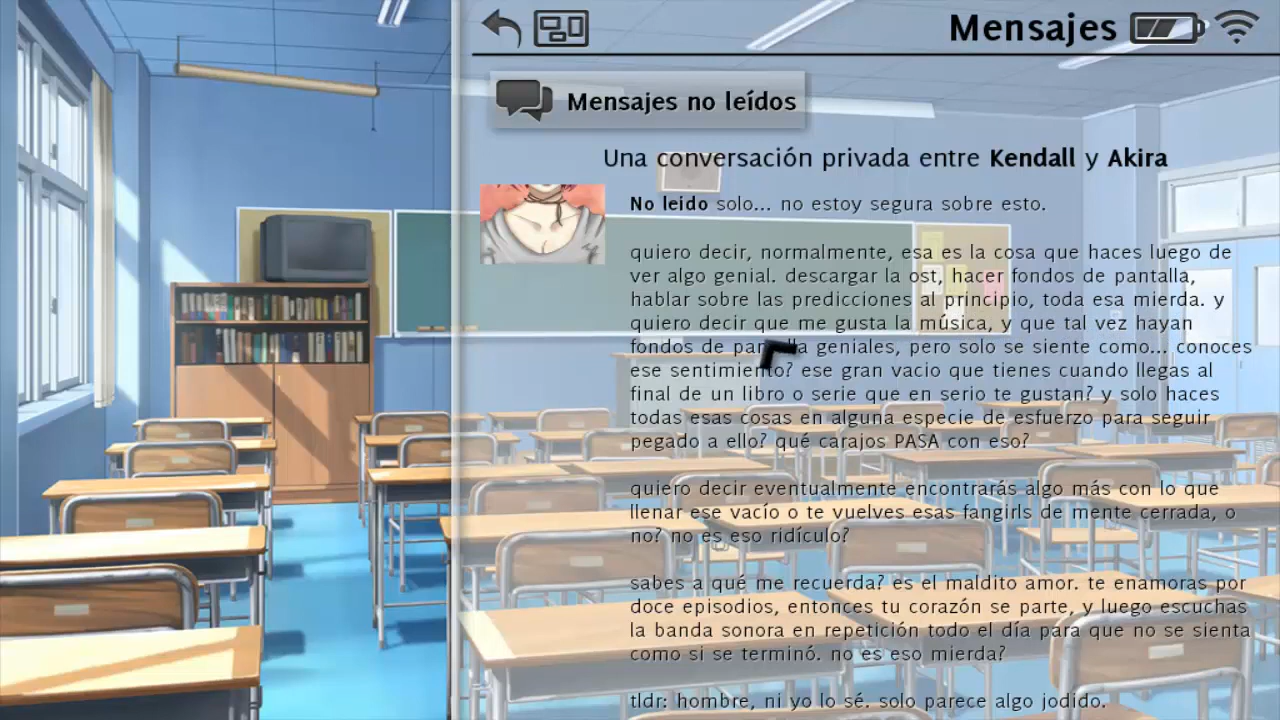 Mensajes
Mensajes no leídos
Una conversación privada entre Kendall y Akira
No leido solo... no estoy segura sobre esto.
quiero decir, normalmente, esa es la cosa que haces luego de
ver algo genial. descargar la ost, hacer fondos de pantalla,
hablar sobre las predicciones al principio, toda esa mierda. y
quiero decir que me gusta la música, y que tal vez hayan
fondos de geniales, pero solo se siente como... conoces
ese sentimiento? ese gran vacio que tienes cuando llegas al
final de un libro o serie que en serio te gustan? y solo haces
todas esas cosas en alguna especie de esfuerzo para seguir
pegado a ello? qué carajos PASA con eso?
quiero decir eventualmente encontrarás algo más con lo que
llenar ese vacío o te vuelves esas fangirls de mente cerrada, o
no? no es eso ridículo?
sabes a qué me recuerda? es el maldito amor. te enamoras por
doce episodios, entonces tu corazón se parte, y luego escuchas
la banda sonora en repetición todo el día para que no se sienta
como si se terminó. no es eso mierda?
tldr: hombre, ni yo lo sé. solo parece algo jodido.